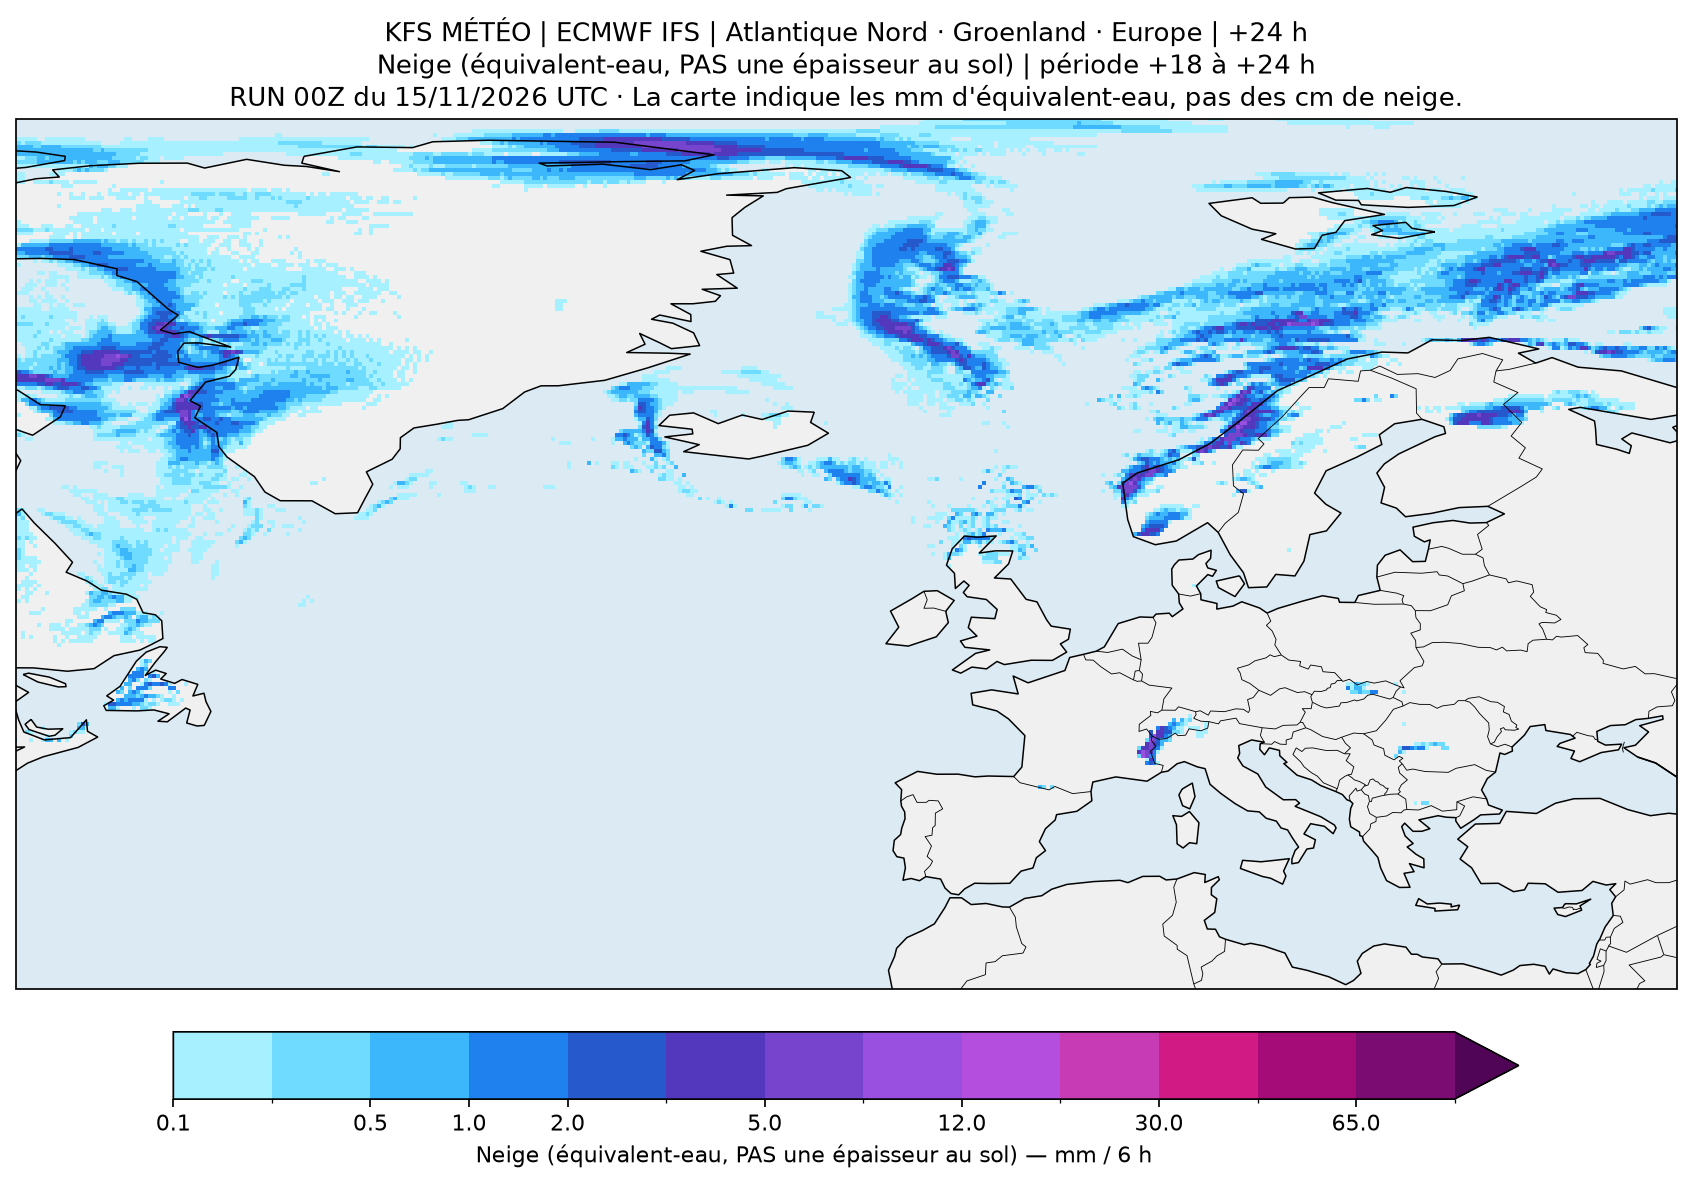 KFS MÉTÉO | ECMWF IFS | Atlantique Nord · Groenland · Europe | +24 h
Neige (équivalent-eau, PAS une épaisseur au sol) | période +18 à +24 h
RUN 00Z du 15/11/2026 UTC · La carte indique les mm d'équivalent-eau, pas des cm de neige.
0.1 0.5 1.0 2.0 5.0 12.0 30.0 65.0
Neige (équivalent-eau, PAS une épaisseur au sol) — mm / 6 h